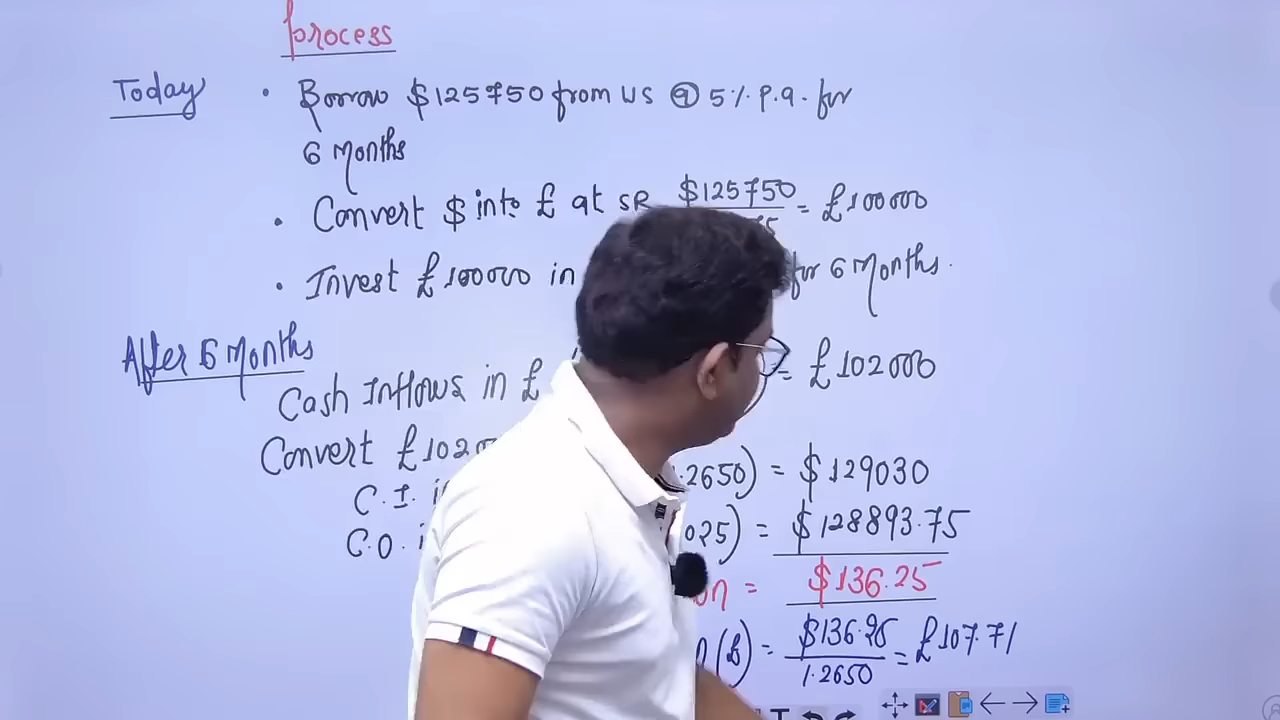 process
Today • Borrow $125750 from US @ 5%. P.a. for
6 Months
• Convert $ into £ at SR $125750 = £100000
• Invest £100000 in for 6 Months.
After 6 Months
Cash Inflows in £ = £102000
Convert £102 .2650) = $129030
C.I. 025) = $128893.75
C.O. = $136.25
(£) = $136.25 / 1.2650 = £107.71